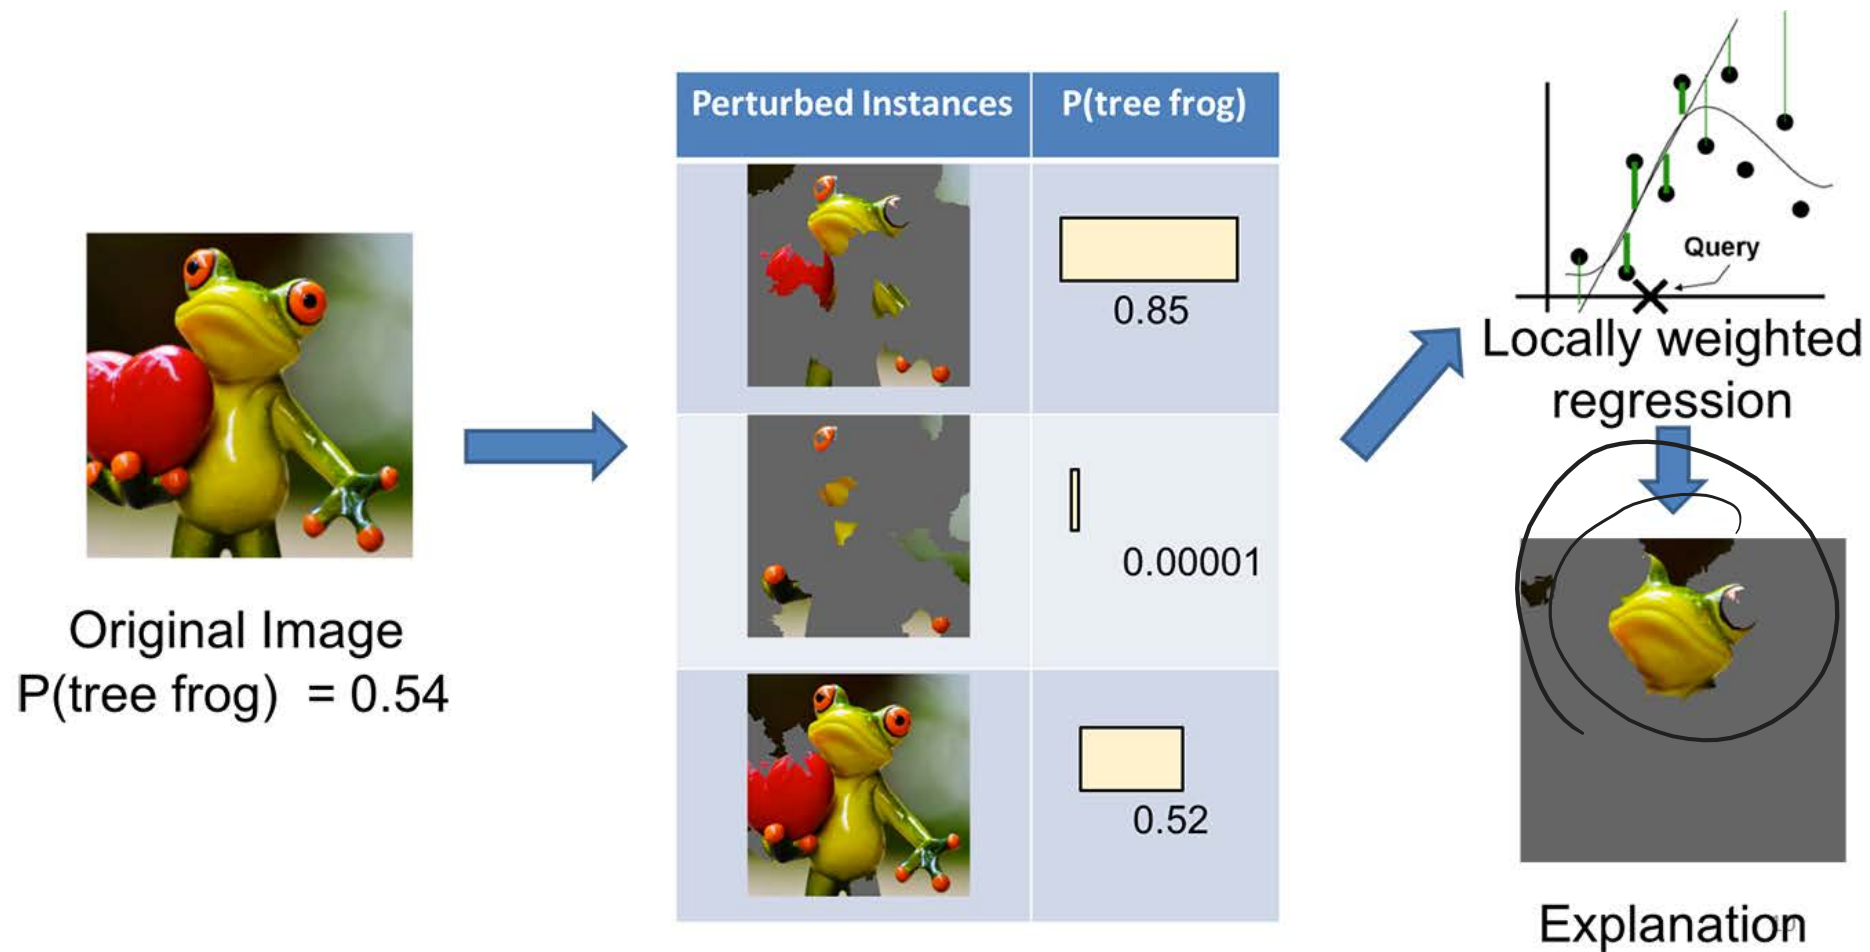 Original Image
P(tree frog) = 0.54
Perturbed Instances
P(tree frog)
0.85
0.00001
0.52
Query
Locally weighted
regression
Explanation